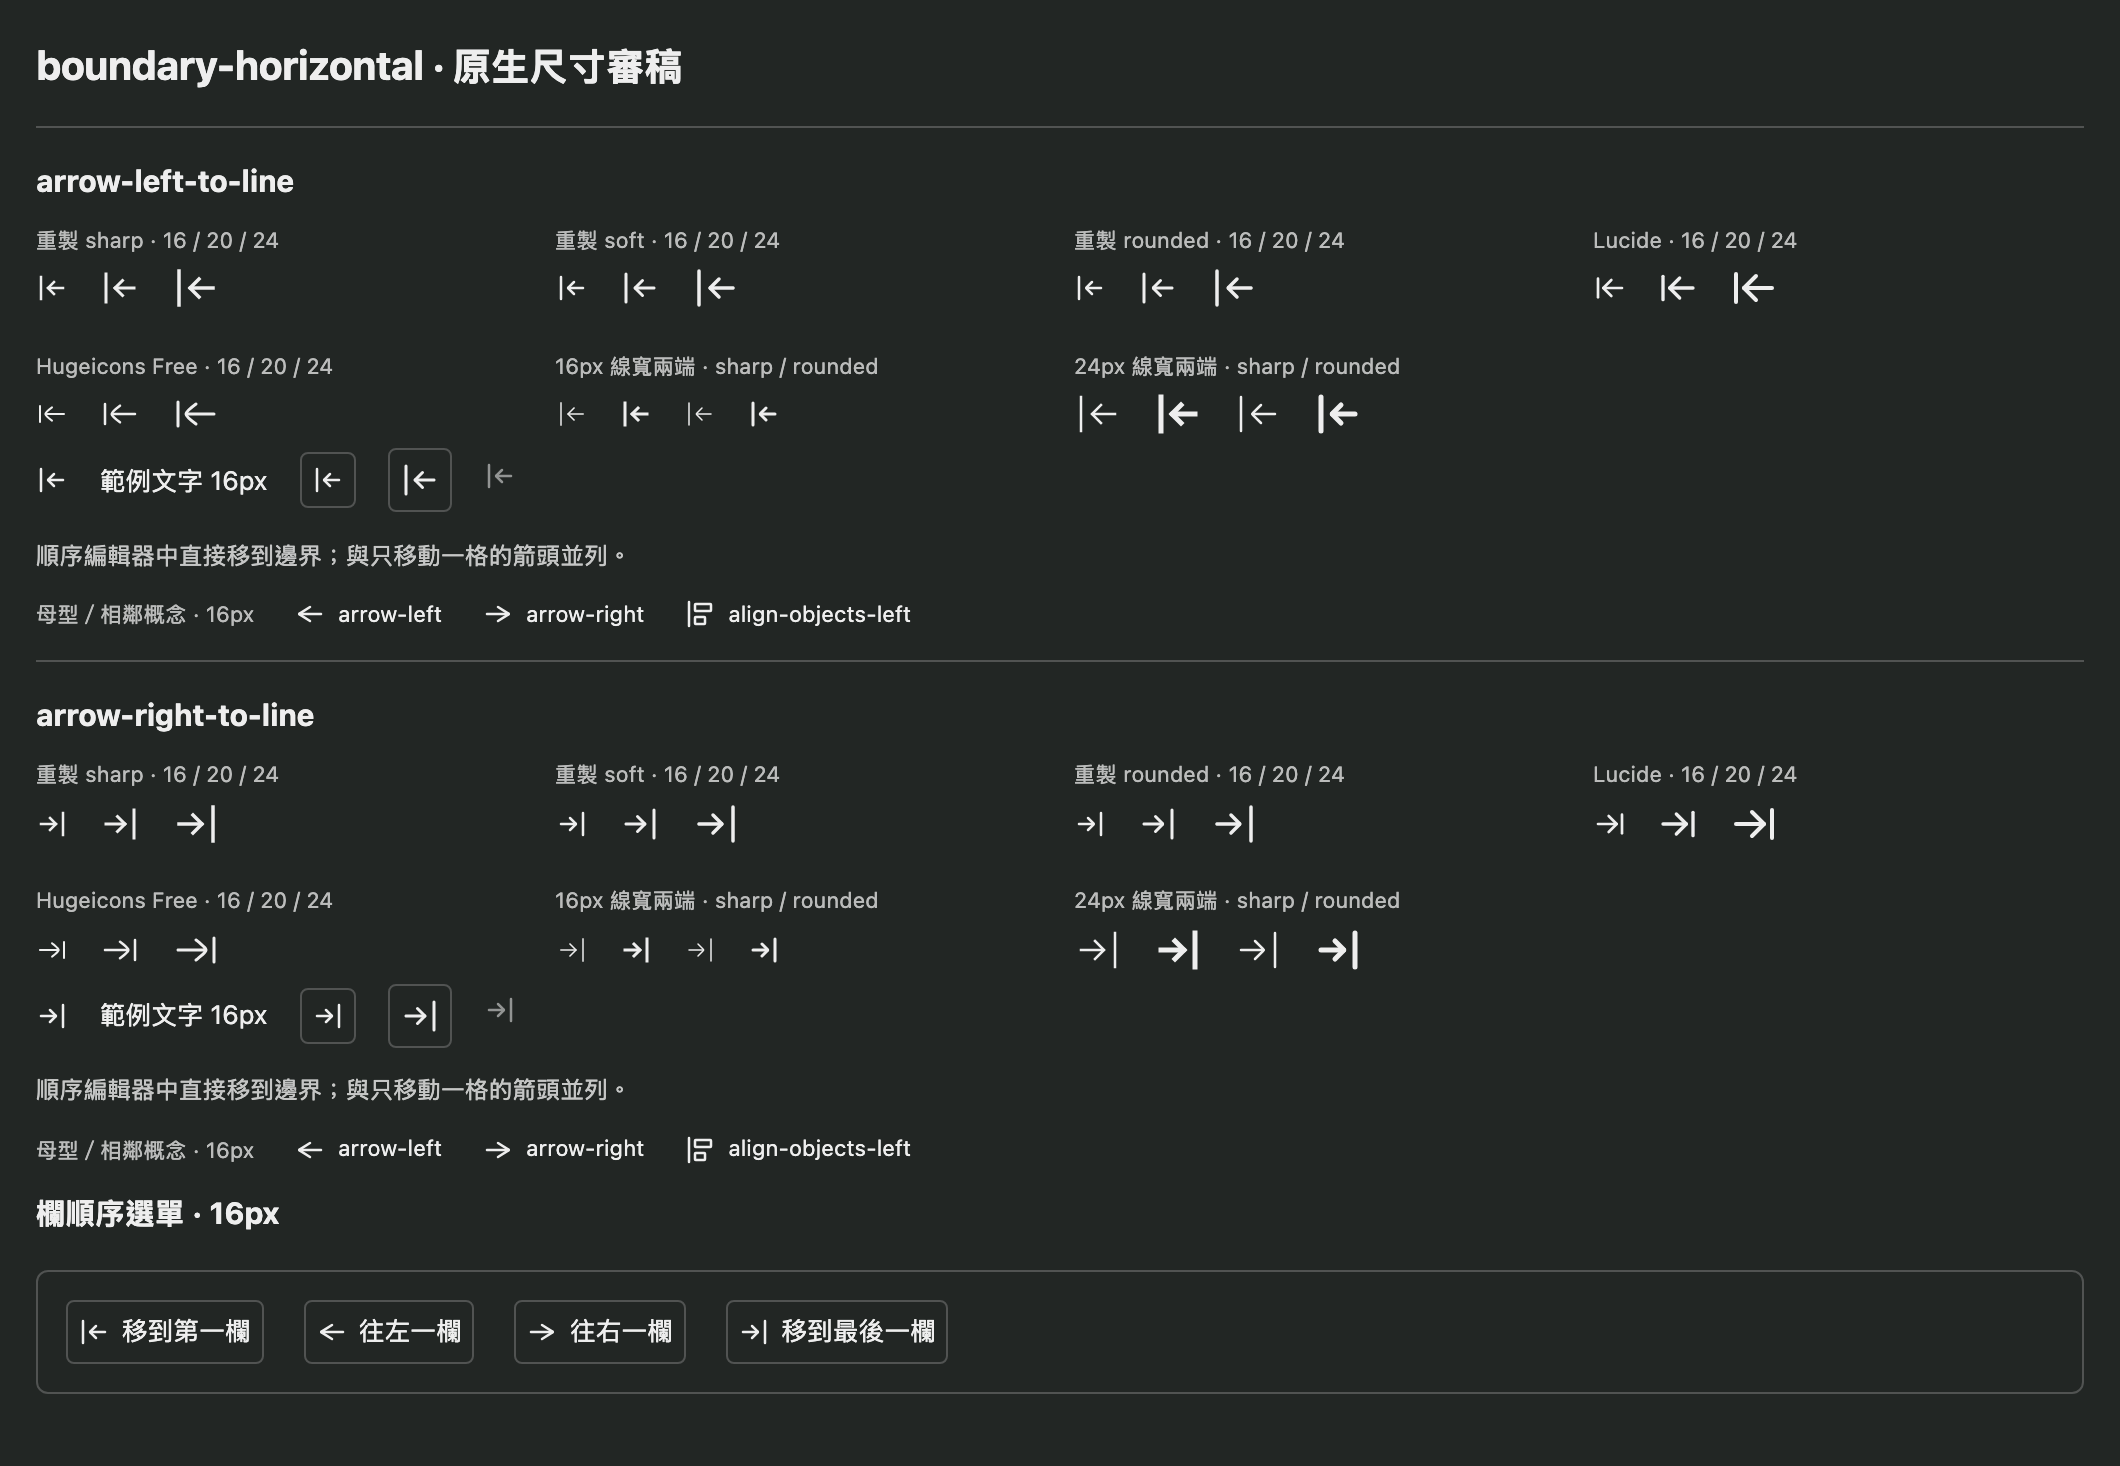 boundary-horizontal · 原生尺寸審稿
arrow-left-to-line
重製 sharp · 16 / 20 / 24
重製 soft · 16 / 20 / 24
重製 rounded · 16 / 20 / 24
Lucide · 16 / 20 / 24
Hugeicons Free · 16 / 20 / 24
16px 線寬兩端 · sharp / rounded
24px 線寬兩端 · sharp / rounded
範例文字 16px
順序編輯器中直接移到邊界；與只移動一格的箭頭並列。
母型 / 相鄰概念 · 16px arrow-left arrow-right align-objects-left
arrow-right-to-line
重製 sharp · 16 / 20 / 24
重製 soft · 16 / 20 / 24
重製 rounded · 16 / 20 / 24
Lucide · 16 / 20 / 24
Hugeicons Free · 16 / 20 / 24
16px 線寬兩端 · sharp / rounded
24px 線寬兩端 · sharp / rounded
範例文字 16px
順序編輯器中直接移到邊界；與只移動一格的箭頭並列。
母型 / 相鄰概念 · 16px arrow-left arrow-right align-objects-left
欄順序選單 · 16px
移到第一欄 往左一欄 往右一欄 移到最後一欄